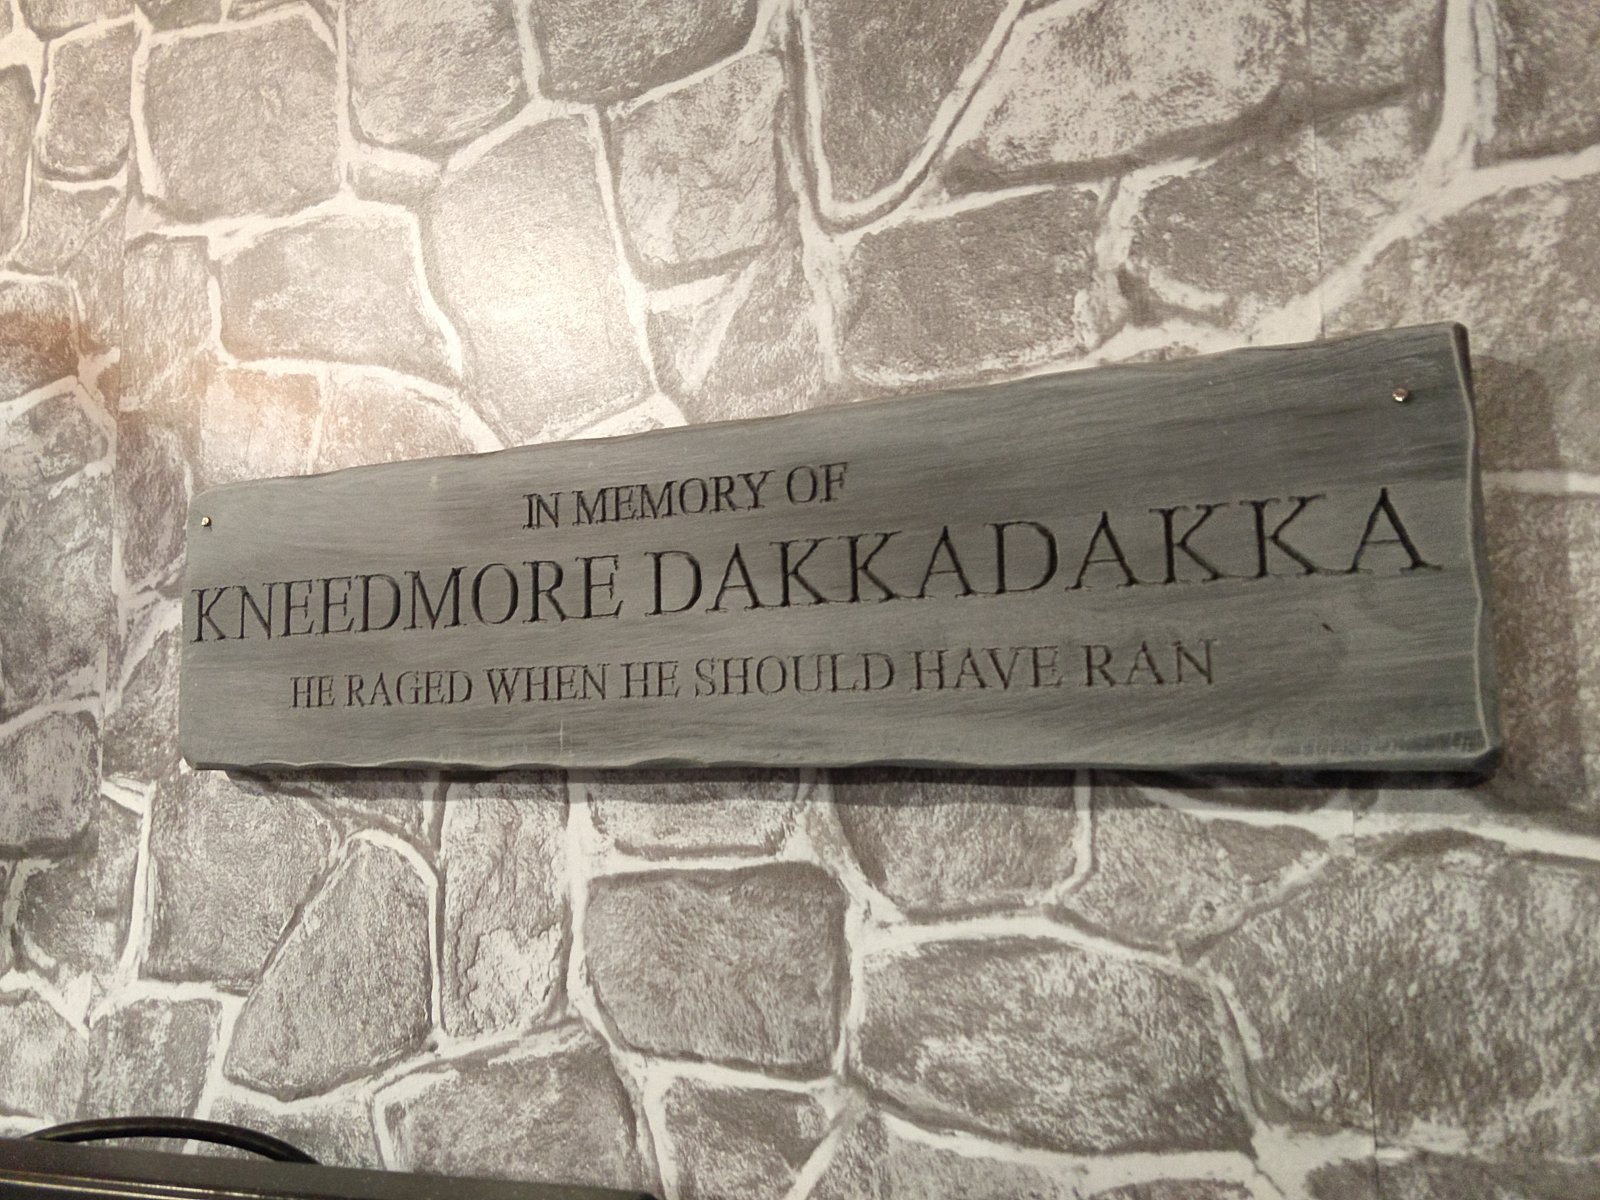 IN MEMORY OF
KNEEDMORE DAKKADAKKA
HE RAGED WHEN HE SHOULD HAVE RAN